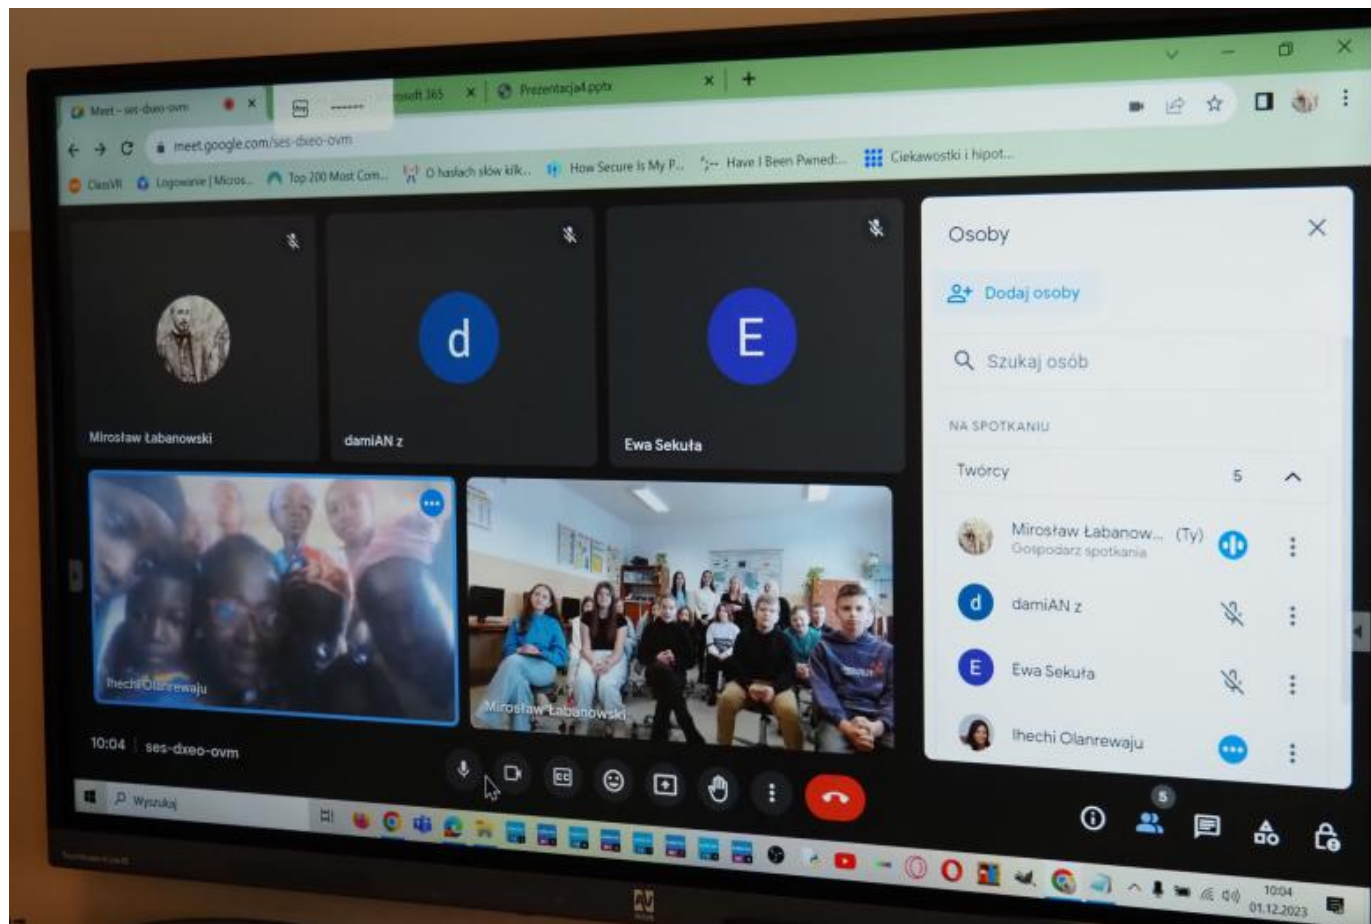 Meet – ses-dxeo-ovm
Prezentacja4.pptx
meet.google.com/ses-dxeo-ovm
ClassVR
Logowanie | Micros...
Top 200 Most Com...
O hasłach słów kilk...
How Secure Is My P...
Have I Been Pwned:...
Ciekawostki i hipot...
Mirosław Łabanowski
d
damiAN z
E
Ewa Sekuła
Ihechi Olanrewaju
Mirosław Łabanowski
10:04 | ses-dxeo-ovm
CC
Osoby
Dodaj osoby
Szukaj osób
NA SPOTKANIU
Twórcy 5
Mirosław Łabanow... (Ty)
Gospodarz spotkania
d
damiAN z
E
Ewa Sekuła
Ihechi Olanrewaju
5
Wyszukaj
10:04
01.12.2023